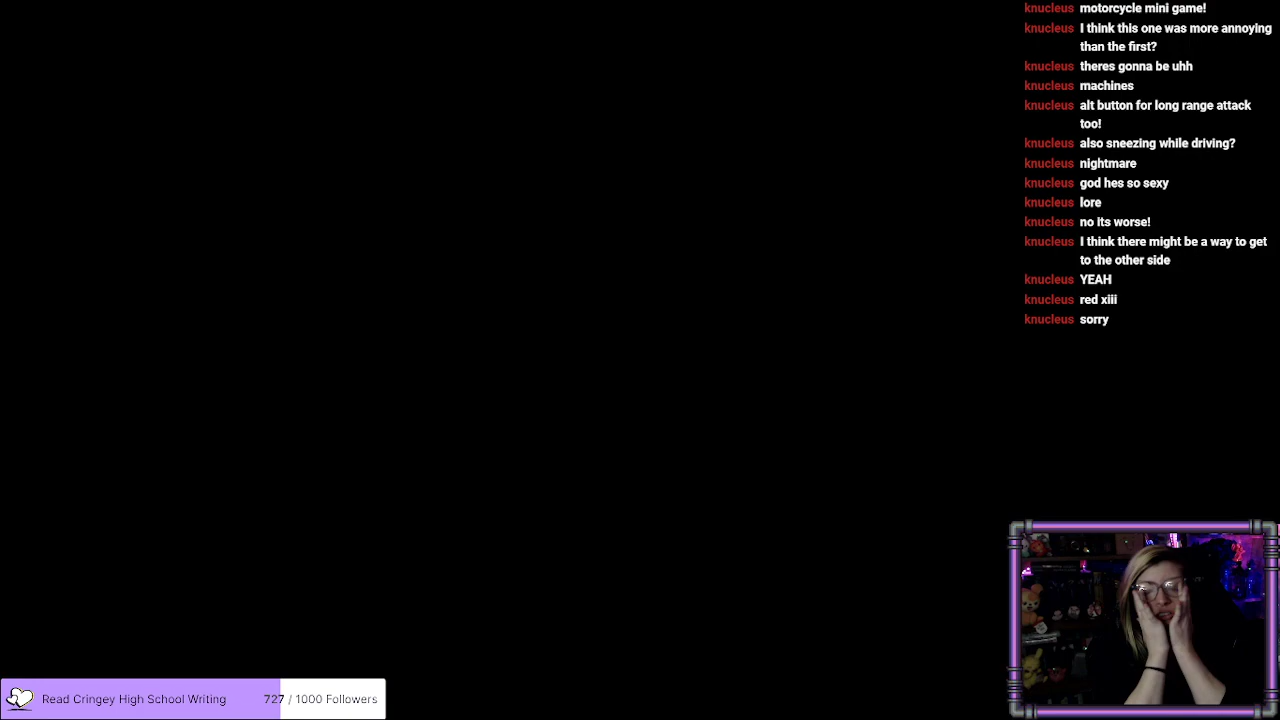 knucleus motorcycle mini game!
knucleus I think this one was more annoying
than the first?
knucleus theres gonna be uhh
knucleus machines
knucleus alt button for long range attack
too!
knucleus also sneezing while driving?
knucleus nightmare
knucleus god hes so sexy
knucleus lore
knucleus no its worse!
knucleus I think there might be a way to get
to the other side
knucleus YEAH
knucleus red xiii
knucleus sorry
Read Cringey High School Writing 727 / 1000 Followers